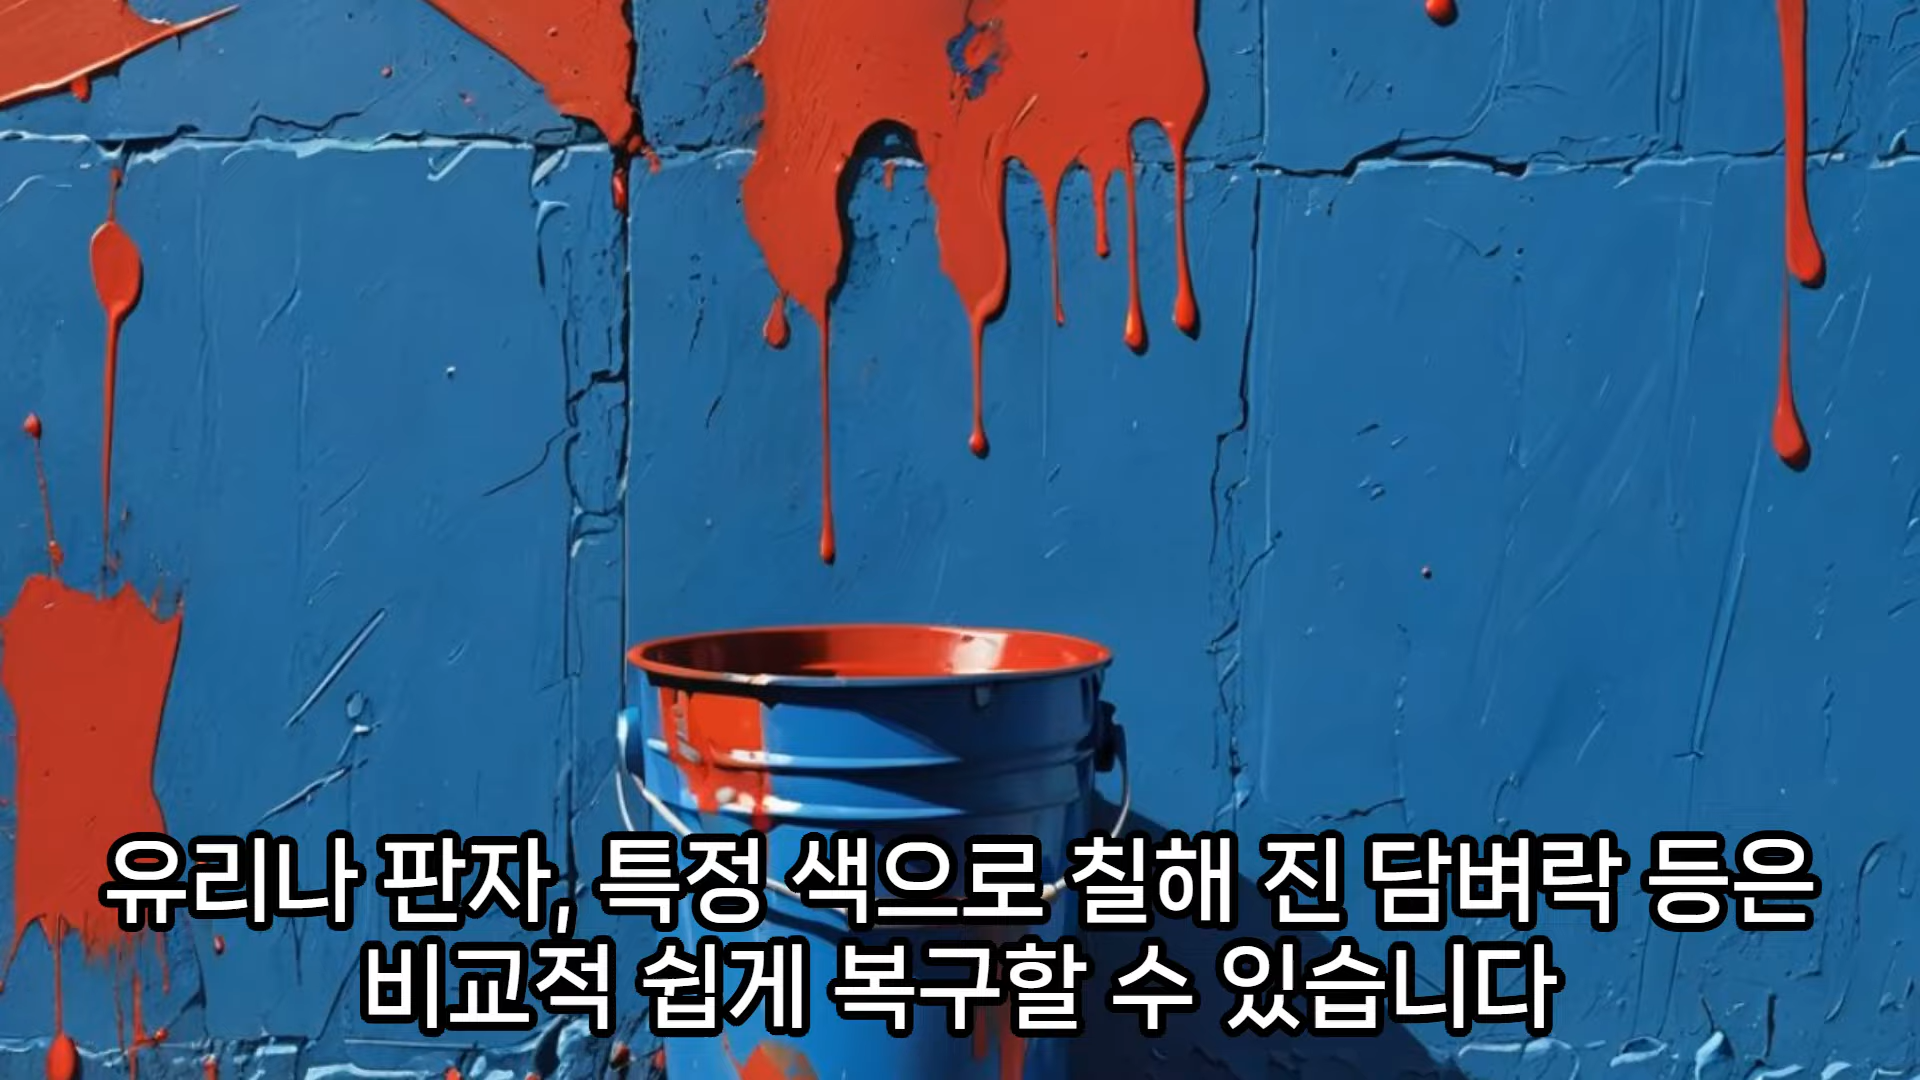 유리나 판자, 특정 색으로 칠해 진 담벼락 등은
비교적 쉽게 복구할 수 있습니다